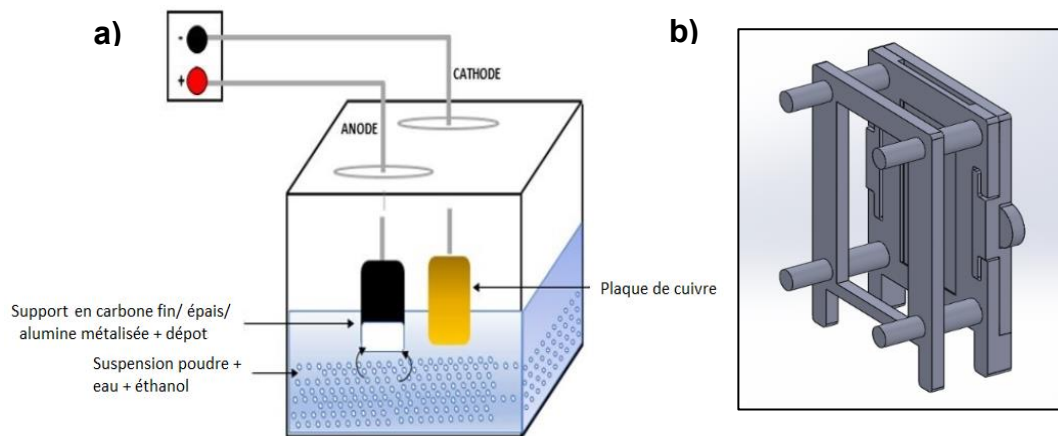 a)
b)
-
+
CATHODE
ANODE
Support en carbone fin/ épais/
alumine métalisée + dépot
Suspension poudre +
eau + éthanol
Plaque de cuivre